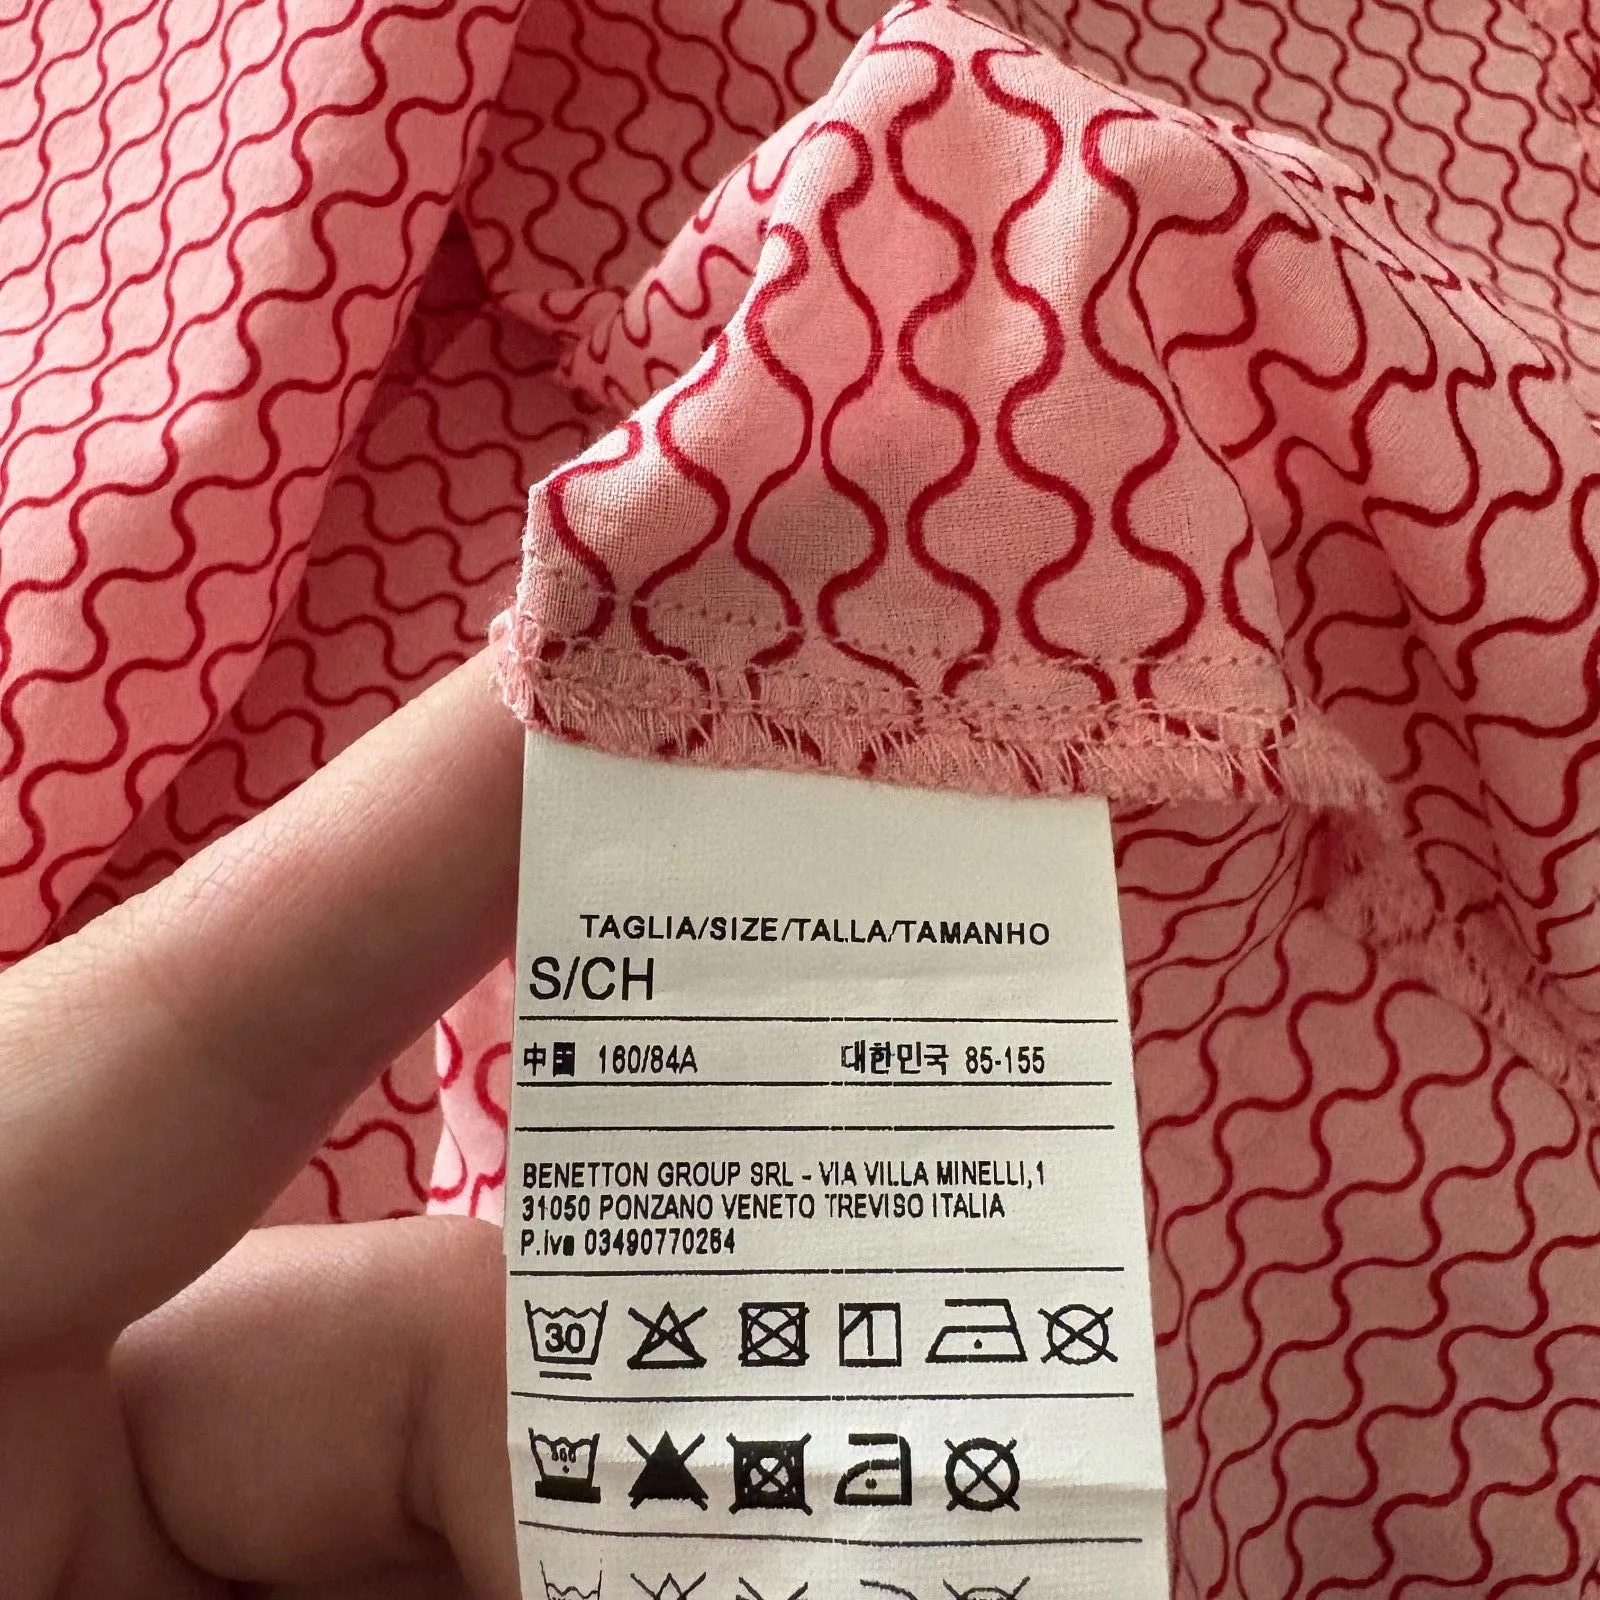 TAGLIA/SIZE/TALLA/TAMANHO
S/CH
中国 160/84A 대한민국 85-155
BENETTON GROUP SRL - VIA VILLA MINELLI,1
31050 PONZANO VENETO TREVISO ITALIA
P.iva 03490770264
30